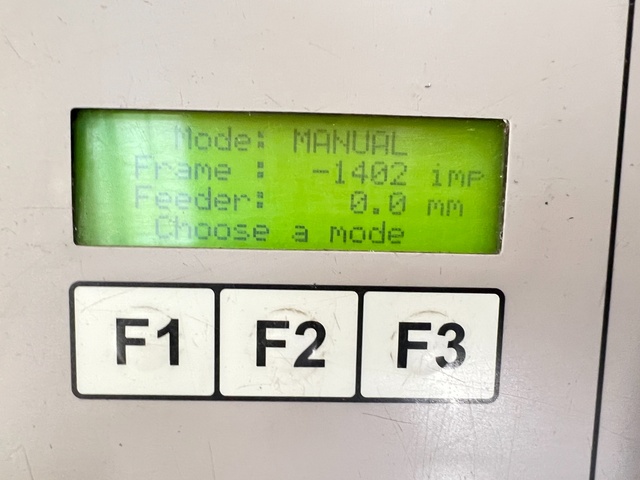 Mode: MANUAL
Frame : -1402 imp
Feeder: 0.0 mm
Choose a mode
F1 F2 F3